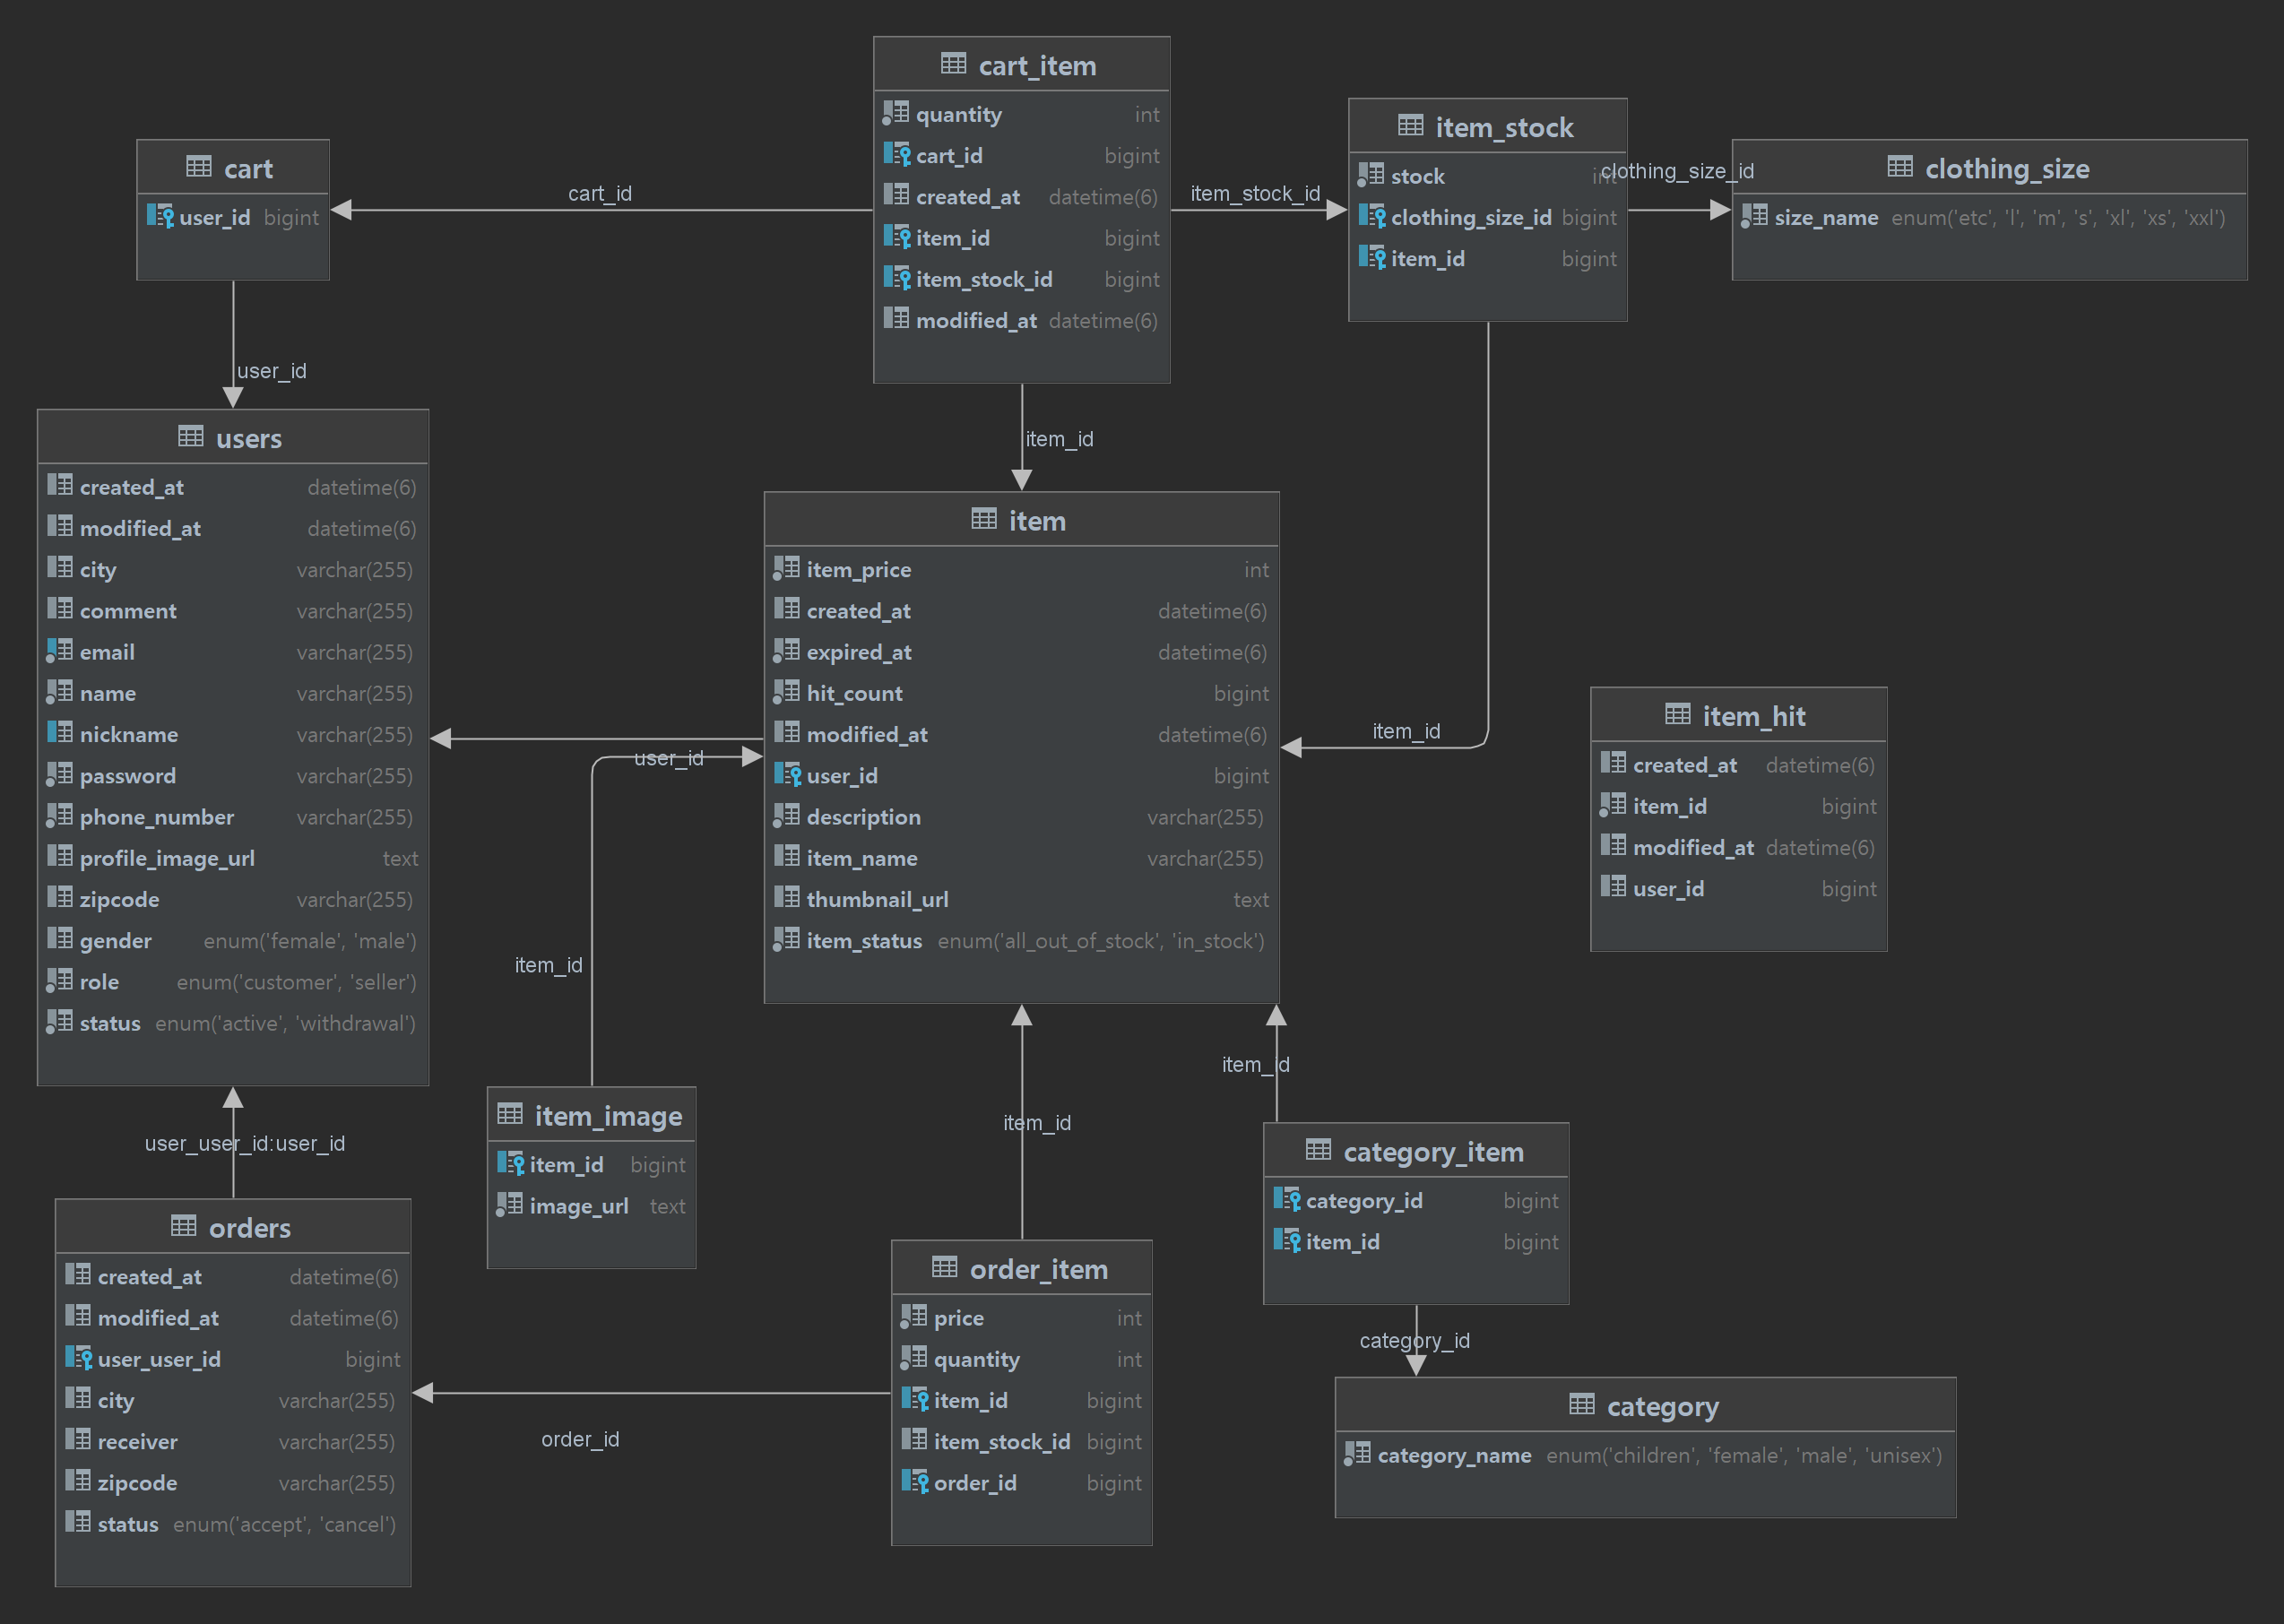 cart_item
quantity int
cart_id bigint
created_at datetime(6)
item_id bigint
item_stock_id bigint
modified_at datetime(6)
item_stock
stock int
clothing_size_id bigint
item_id bigint
clothing_size
size_name enum('etc', 'l', 'm', 's', 'xl', 'xs', 'xxl')
cart
user_id bigint
cart_id
item_stock_id
clothing_size_id
user_id
item_id
users
created_at datetime(6)
modified_at datetime(6)
city varchar(255)
comment varchar(255)
email varchar(255)
name varchar(255)
nickname varchar(255)
password varchar(255)
phone_number varchar(255)
profile_image_url text
zipcode varchar(255)
gender enum('female', 'male')
role enum('customer', 'seller')
status enum('active', 'withdrawal')
item
item_price int
created_at datetime(6)
expired_at datetime(6)
hit_count bigint
modified_at datetime(6)
user_id bigint
description varchar(255)
item_name varchar(255)
thumbnail_url text
item_status enum('all_out_of_stock', 'in_stock')
item_id
user_id
item_hit
created_at datetime(6)
item_id bigint
modified_at datetime(6)
user_id bigint
item_id
item_id
item_id
user_user_id:user_id
item_image
item_id bigint
image_url text
category_item
category_id bigint
item_id bigint
orders
created_at datetime(6)
modified_at datetime(6)
user_user_id bigint
city varchar(255)
receiver varchar(255)
zipcode varchar(255)
status enum('accept', 'cancel')
order_item
price int
quantity int
item_id bigint
item_stock_id bigint
order_id bigint
order_id
category_id
category
category_name enum('children', 'female', 'male', 'unisex')